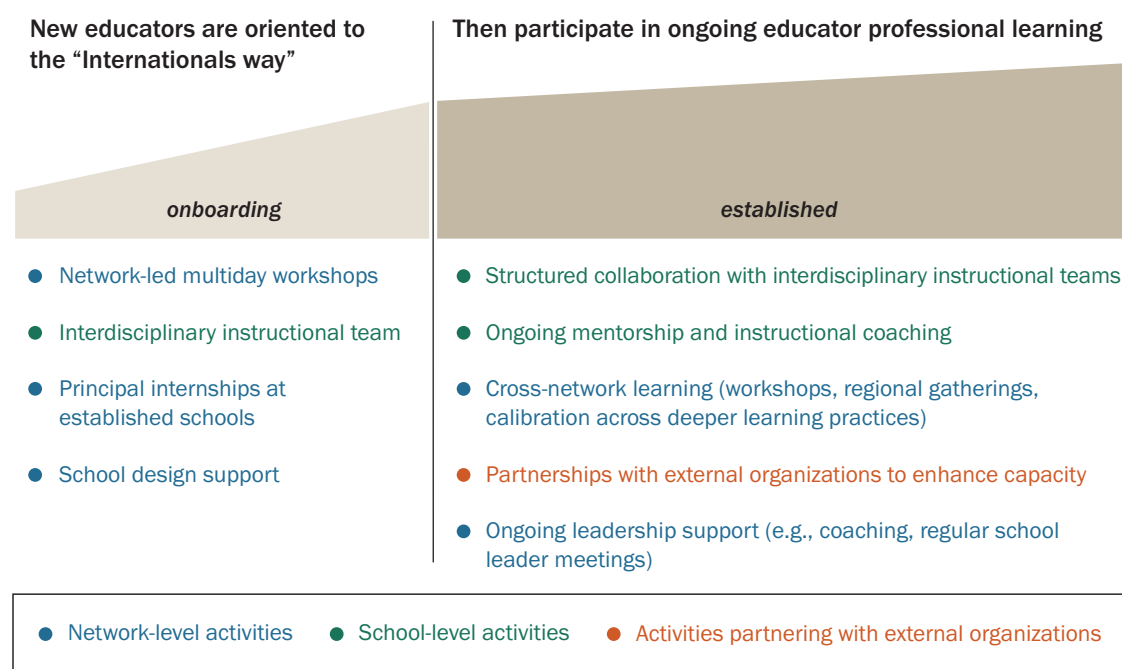 New educators are oriented to
the “Internationals way”
Then participate in ongoing educator professional learning
onboarding
established
Network-led multiday workshops
Interdisciplinary instructional team
Principal internships at
established schools
School design support
Structured collaboration with interdisciplinary instructional teams
Ongoing mentorship and instructional coaching
Cross-network learning (workshops, regional gatherings,
calibration across deeper learning practices)
Partnerships with external organizations to enhance capacity
Ongoing leadership support (e.g., coaching, regular school
leader meetings)
Network-level activities
School-level activities
Activities partnering with external organizations